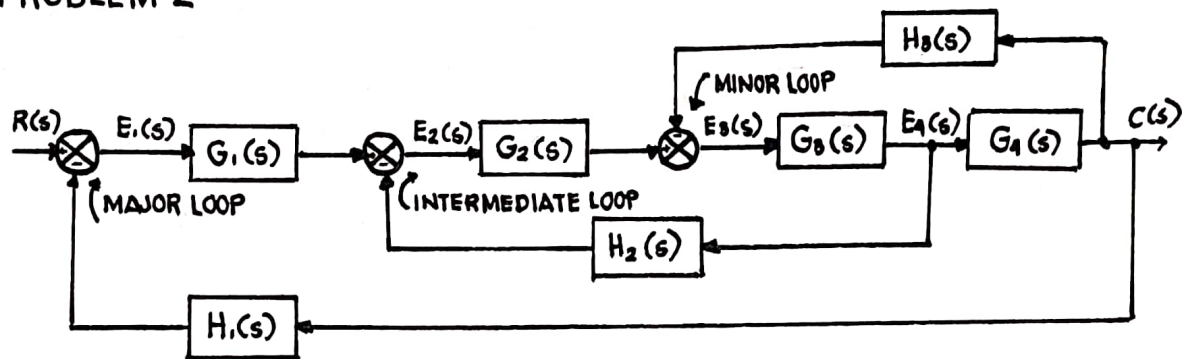 PROBLEM 2
H₃(s)
MINOR LOOP
R(s) E₁(s) G₁(s) E₂(s) G₂(s) E₃(s) G₃(s) E₄(s) G₄(s) C(s)
MAJOR LOOP
INTERMEDIATE LOOP
H₂(s)
H₁(s)